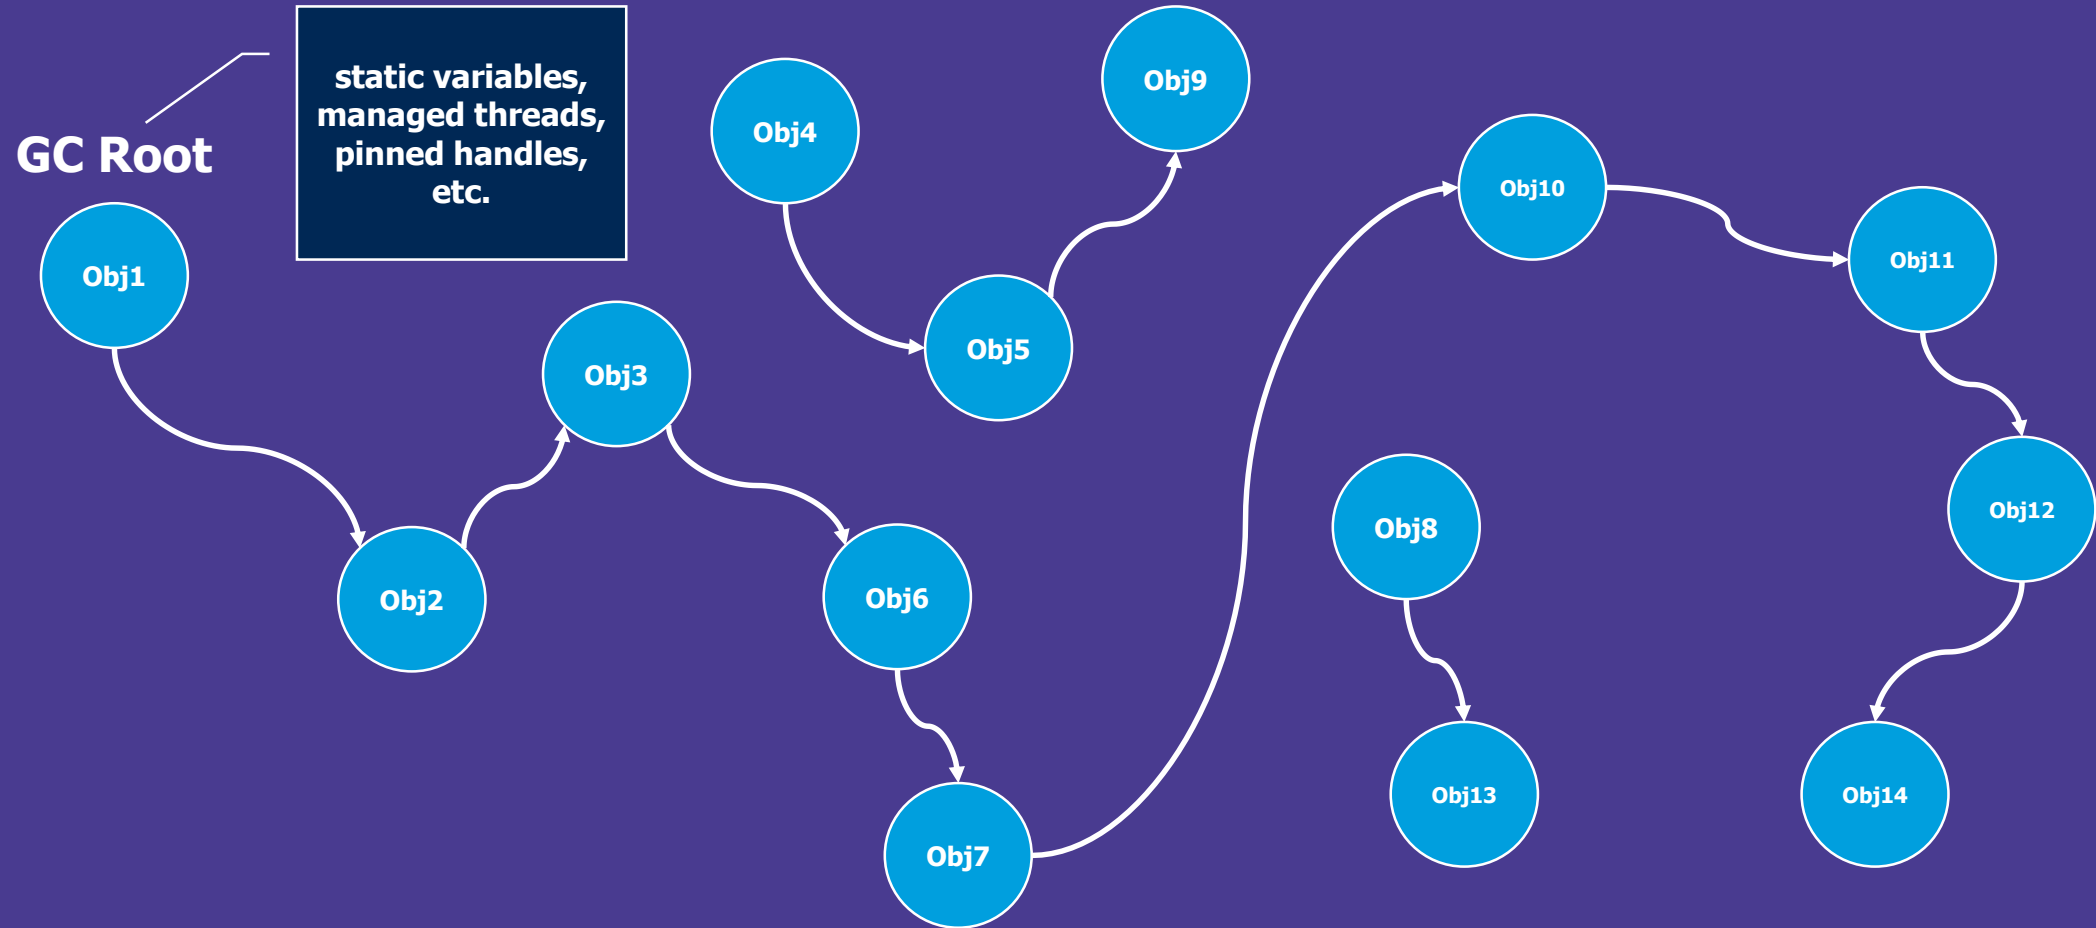 static variables,
managed threads,
pinned handles,
etc.
GC Root
Obj1
Obj2
Obj3
Obj4
Obj5
Obj9
Obj6
Obj7
Obj10
Obj11
Obj12
Obj8
Obj13
Obj14